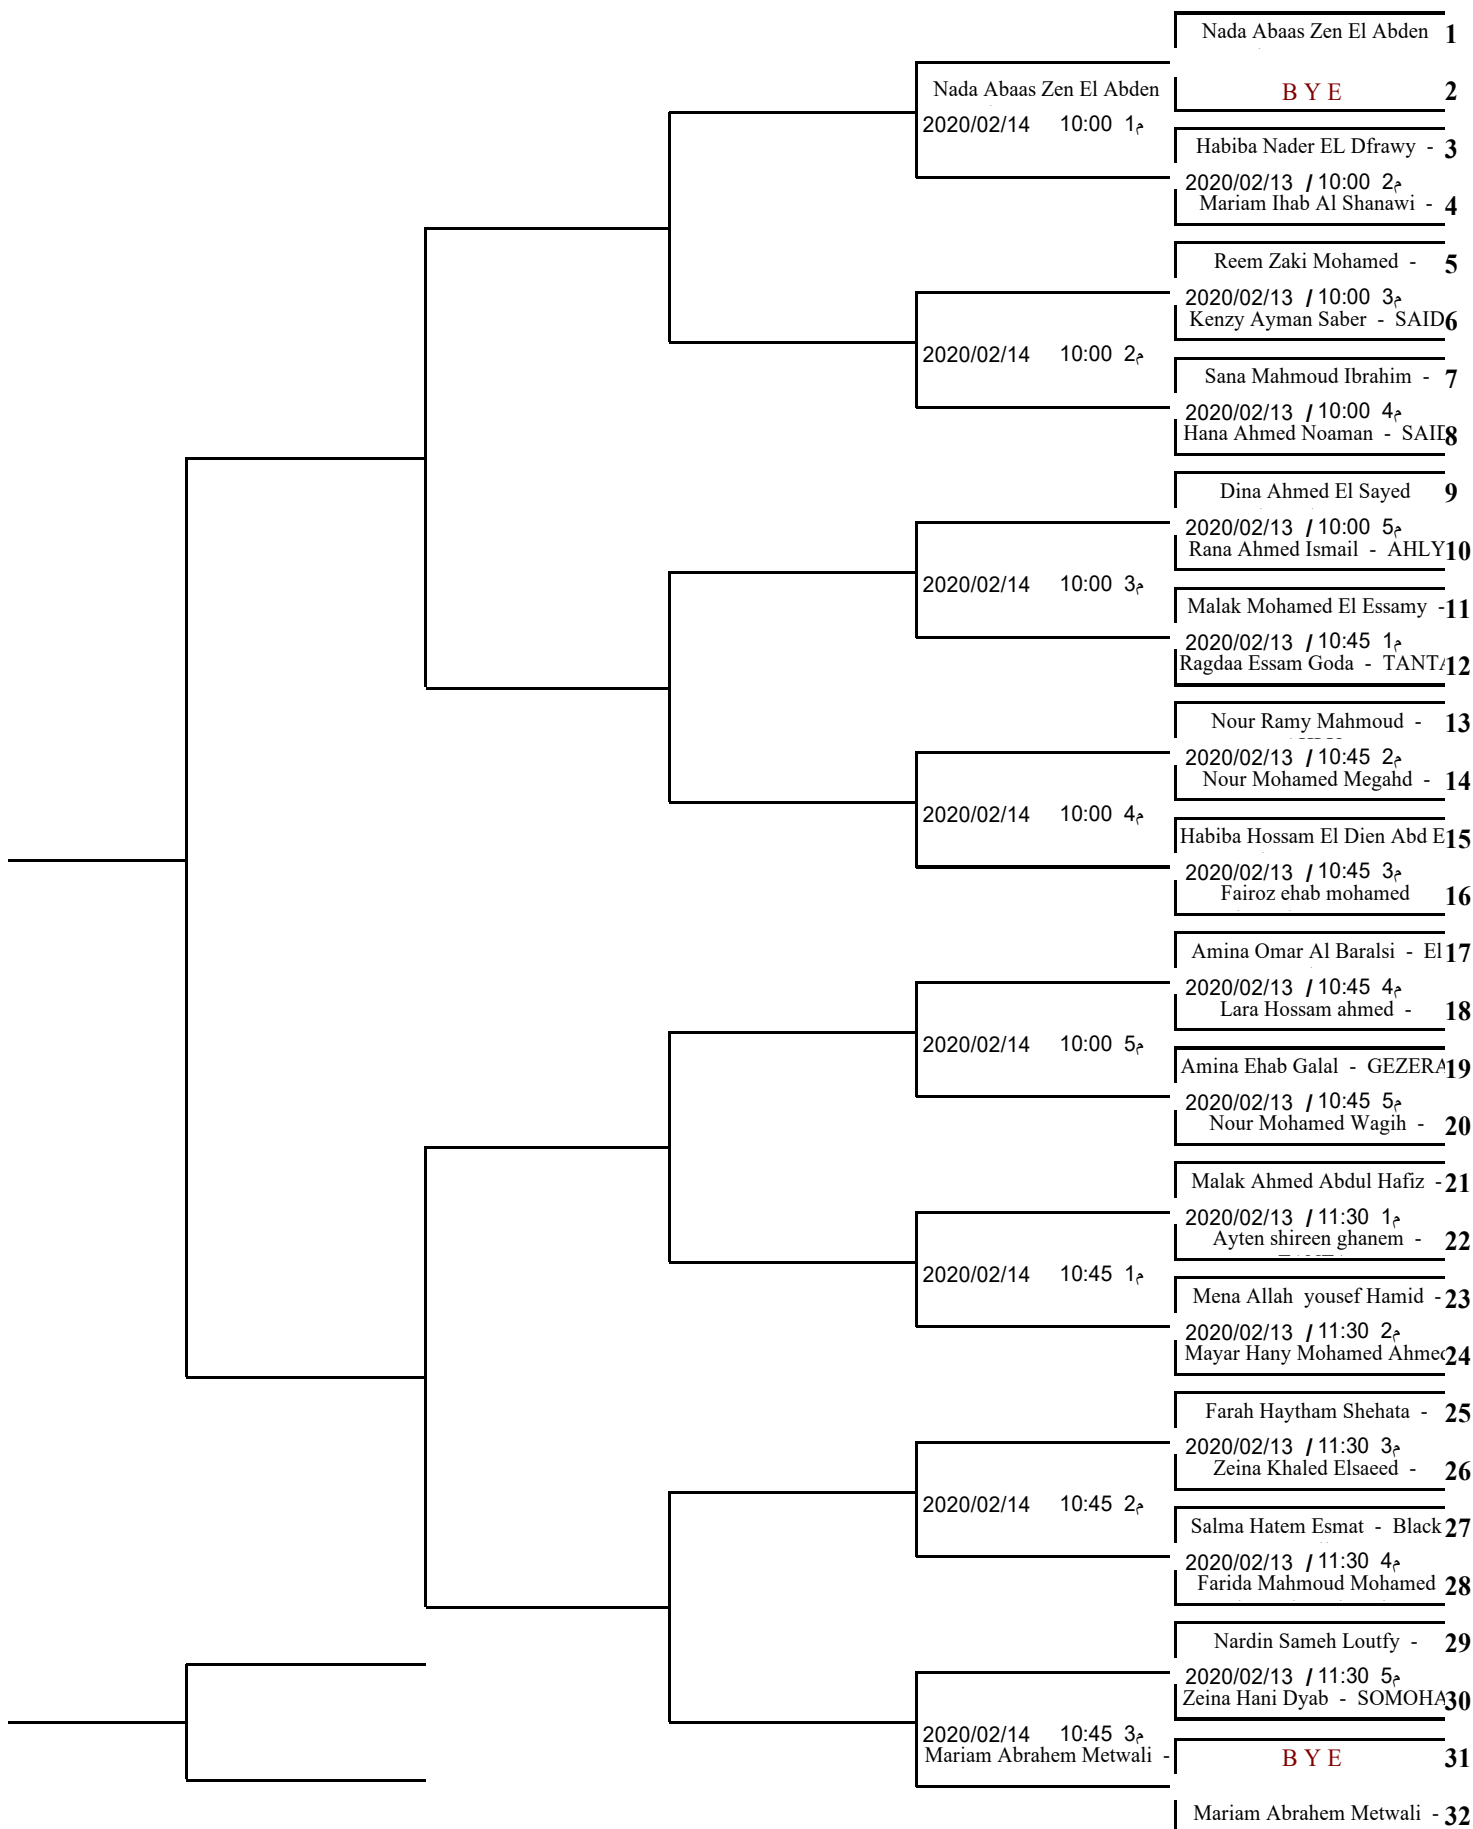 Nada Abaas Zen El Abden 1
B Y E 2
Nada Abaas Zen El Abden
2020/02/14 10:00 م1
Habiba Nader EL Dfrawy - 3
2020/02/13 / 10:00 م2
Mariam Ihab Al Shanawi - 4
Reem Zaki Mohamed - 5
2020/02/13 / 10:00 م3
Kenzy Ayman Saber - SAID 6
2020/02/14 10:00 م2
Sana Mahmoud Ibrahim - 7
2020/02/13 / 10:00 م4
Hana Ahmed Noaman - SAID 8
Dina Ahmed El Sayed 9
2020/02/13 / 10:00 م5
Rana Ahmed Ismail - AHLY 10
2020/02/14 10:00 م3
Malak Mohamed El Essamy - 11
2020/02/13 / 10:45 م1
Ragdaa Essam Goda - TANTA 12
Nour Ramy Mahmoud - 13
2020/02/13 / 10:45 م2
Nour Mohamed Megahd - 14
2020/02/14 10:00 م4
Habiba Hossam El Dien Abd E 15
2020/02/13 / 10:45 م3
Fairoz ehab mohamed 16
Amina Omar Al Baralsi - El 17
2020/02/13 / 10:45 م4
Lara Hossam ahmed - 18
2020/02/14 10:00 م5
Amina Ehab Galal - GEZERA 19
2020/02/13 / 10:45 م5
Nour Mohamed Wagih - 20
Malak Ahmed Abdul Hafiz - 21
2020/02/13 / 11:30 م1
Ayten shireen ghanem - 22
2020/02/14 10:45 م1
Mena Allah yousef Hamid - 23
2020/02/13 / 11:30 م2
Mayar Hany Mohamed Ahmed 24
Farah Haytham Shehata - 25
2020/02/13 / 11:30 م3
Zeina Khaled Elsaeed - 26
2020/02/14 10:45 م2
Salma Hatem Esmat - Black 27
2020/02/13 / 11:30 م4
Farida Mahmoud Mohamed 28
Nardin Sameh Loutfy - 29
2020/02/13 / 11:30 م5
Zeina Hani Dyab - SOMOHA 30
2020/02/14 10:45 م3
Mariam Abrahem Metwali -
B Y E 31
Mariam Abrahem Metwali - 32